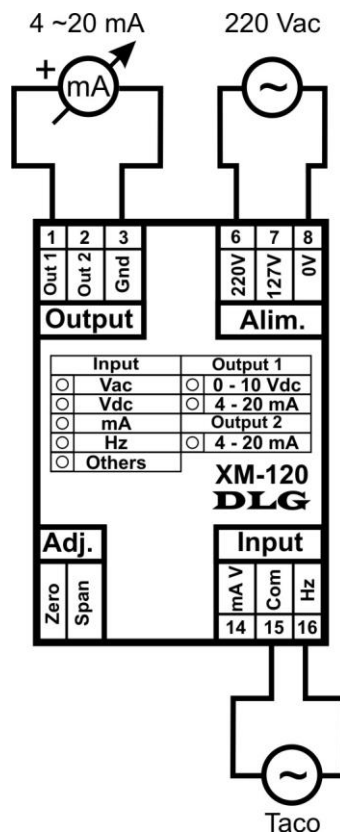 4 ~20 mA
220 Vac
+
mA
~
1 2 3
Out 1 Out 2 Gnd
Output
6 7 8
220V 127V 0V
Alim.
Input
Vac
Vdc
mA
Hz
Others
Output 1
0 - 10 Vdc
4 - 20 mA
Output 2
4 - 20 mA
XM-120
DLG
Adj.
Zero Span
Input
mA V Com Hz
14 15 16
~
Taco